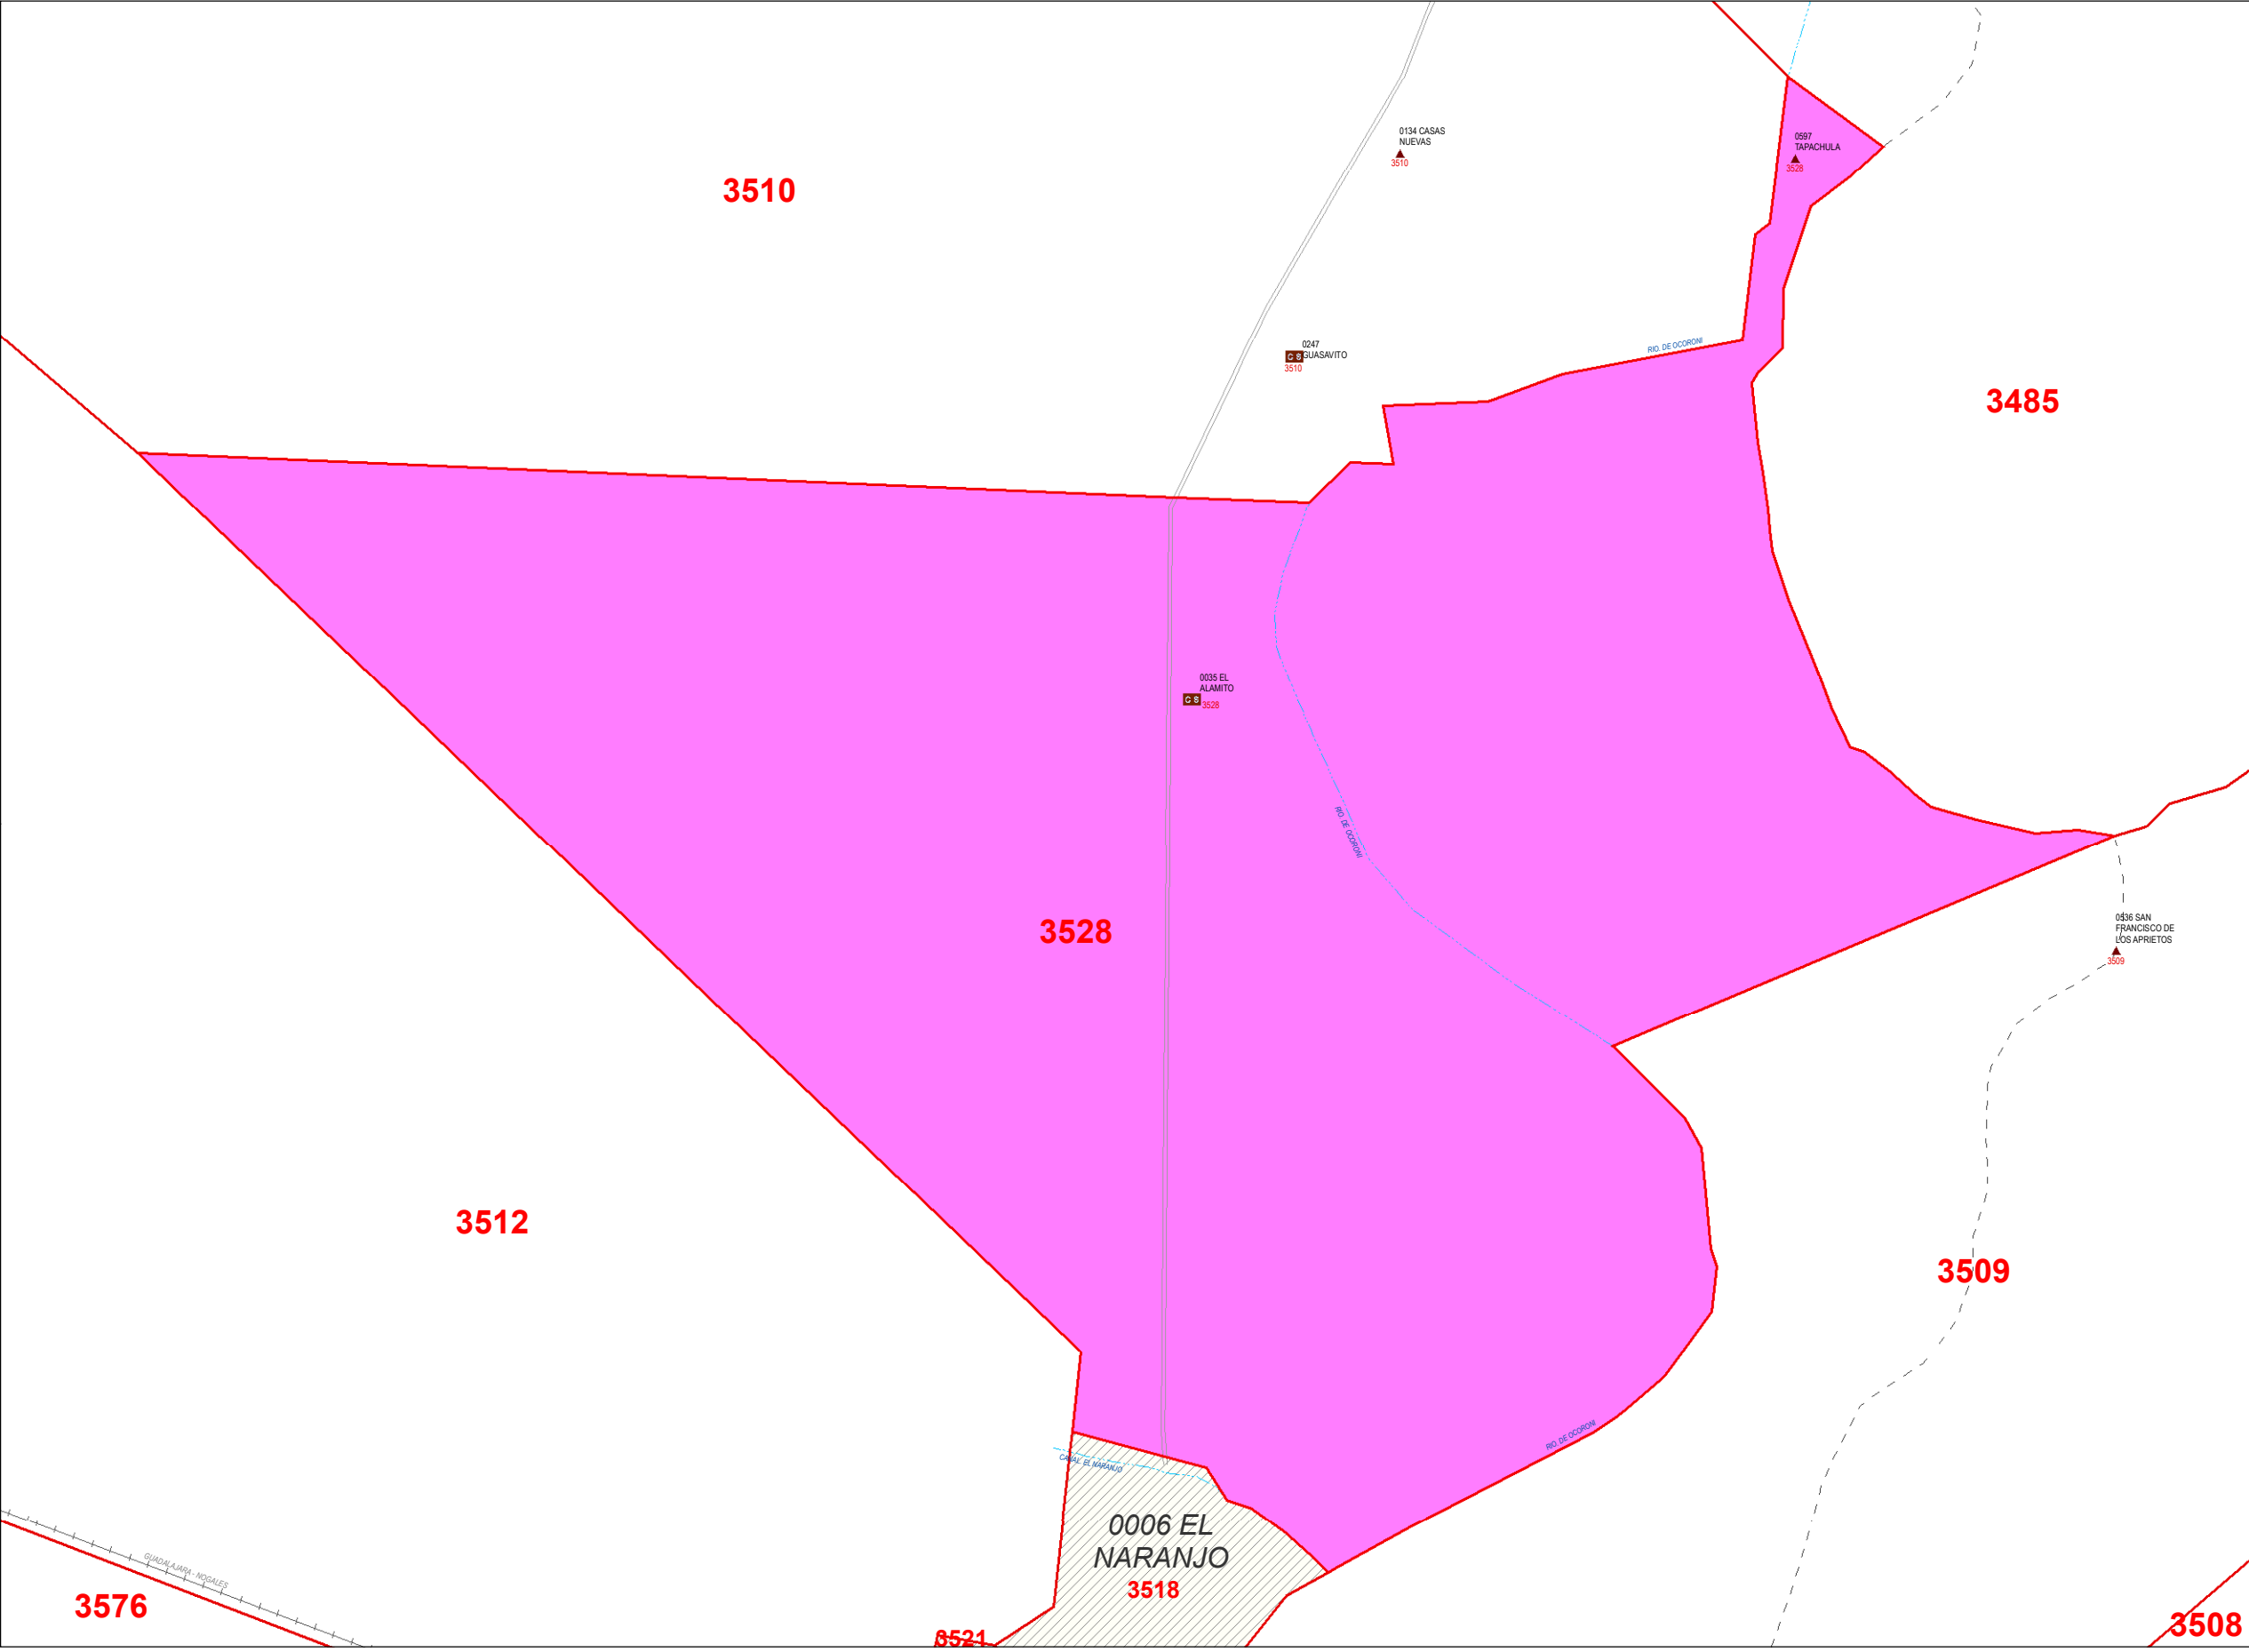 0134 CASAS
NUEVAS
3510
0597
TAPACHULA
3528
3510
RIO. DE OCORONI
0247
C S GUASAVITO
3510
3485
0035 EL
ALAMITO
C S 3528
RIO. DE OCORONI
3528
0536 SAN
FRANCISCO DE
LOS APRIETOS
3509
3512
3509
RIO. DE OCORONI
CANAL. EL NARANJO
0006 EL
NARANJO
3518
GUADALAJARA - NOGALES
3576
3521
3508